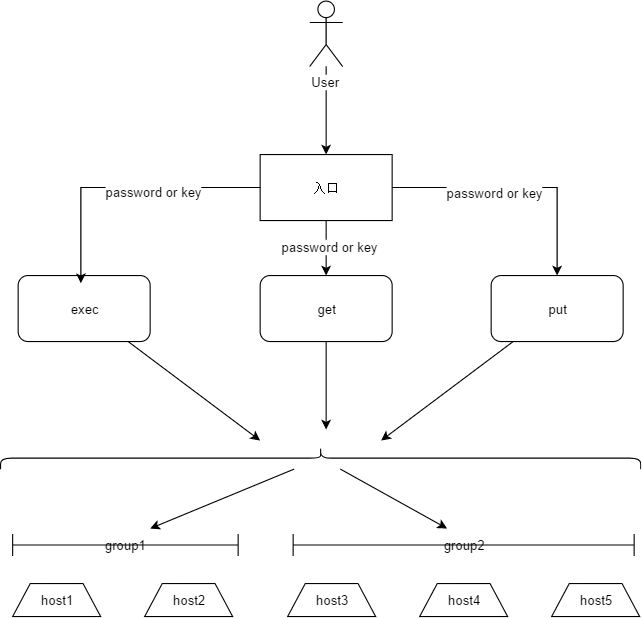 User
入口
password or key
password or key
password or key
exec
get
put
group1
group2
host1
host2
host3
host4
host5